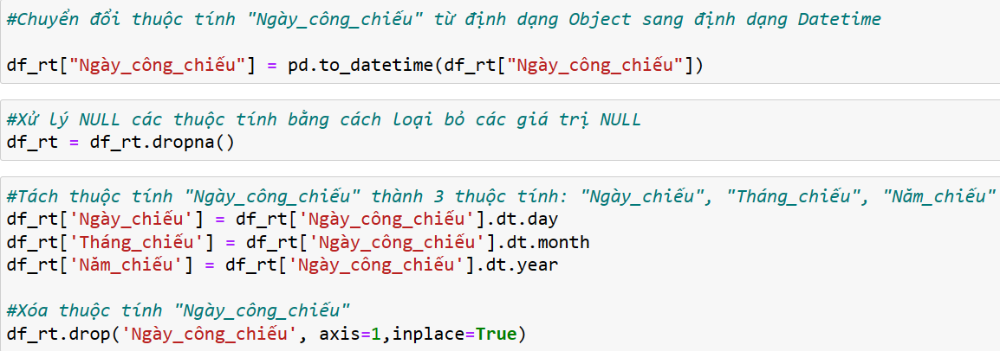 #Chuyển đổi thuộc tính "Ngày_công_chiếu" từ định dạng Object sang định dạng Datetime
df_rt["Ngày_công_chiếu"] = pd.to_datetime(df_rt["Ngày_công_chiếu"])
#Xử lý NULL các thuộc tính bằng cách loại bỏ các giá trị NULL
df_rt = df_rt.dropna()
#Tách thuộc tính "Ngày_công_chiếu" thành 3 thuộc tính: "Ngày_chiếu", "Tháng_chiếu", "Năm_chiếu"
df_rt['Ngày_chiếu'] = df_rt['Ngày_công_chiếu'].dt.day
df_rt['Tháng_chiếu'] = df_rt['Ngày_công_chiếu'].dt.month
df_rt['Năm_chiếu'] = df_rt['Ngày_công_chiếu'].dt.year
#Xóa thuộc tính "Ngày_công_chiếu"
df_rt.drop('Ngày_công_chiếu', axis=1,inplace=True)